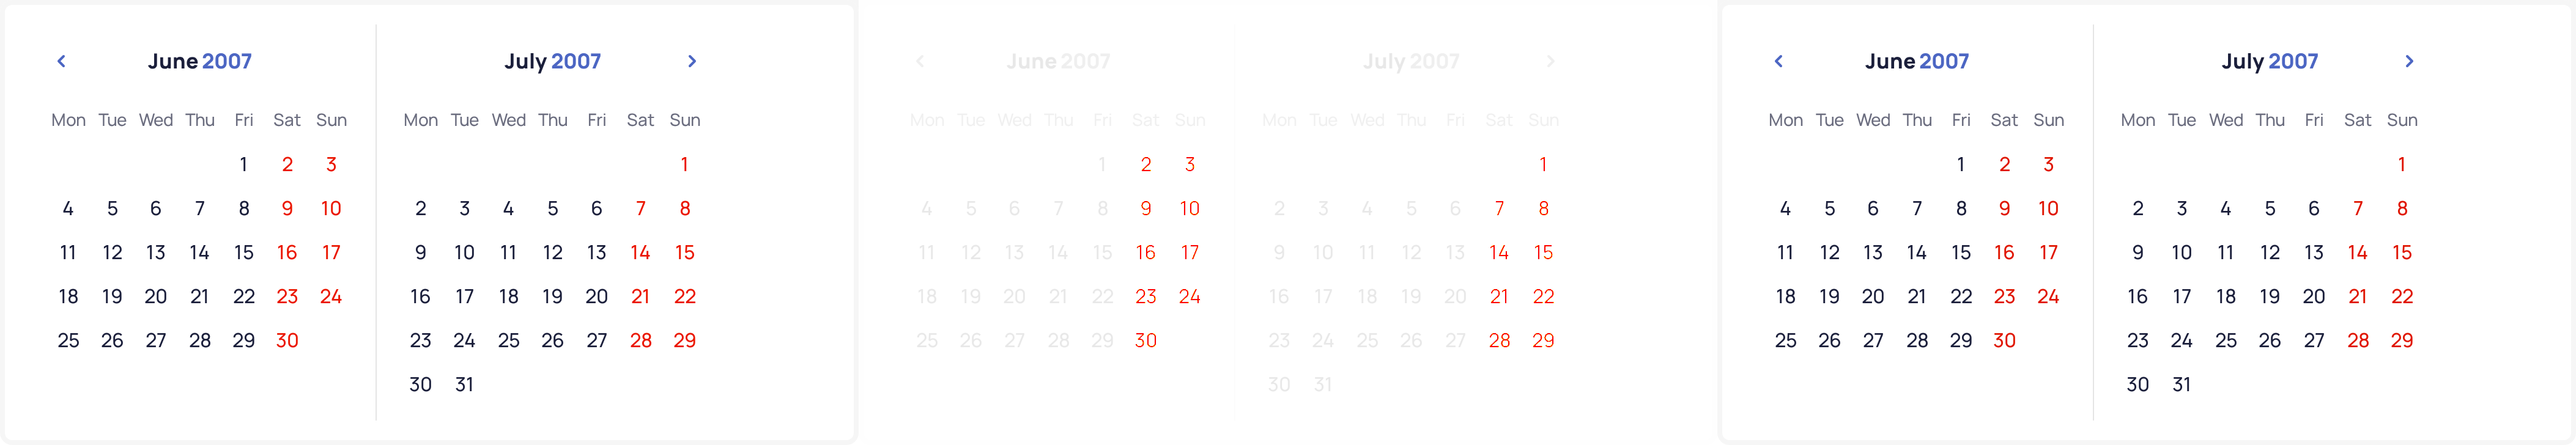 June 2007 July 2007 June 2007 July 2007 June 2007 July 2007
Mon Tue Wed Thu Fri Sat Sun Mon Tue Wed Thu Fri Sat Sun Mon Tue Wed Thu Fri Sat Sun Mon Tue Wed Thu Fri Sat Sun Mon Tue Wed Thu Fri Sat Sun Mon Tue Wed Thu Fri Sat Sun
1 2 3 1 1 2 3 1 1 2 3 1
4 5 6 7 8 9 10 2 3 4 5 6 7 8 4 5 6 7 8 9 10 2 3 4 5 6 7 8 4 5 6 7 8 9 10 2 3 4 5 6 7 8
11 12 13 14 15 16 17 9 10 11 12 13 14 15 11 12 13 14 15 16 17 9 10 11 12 13 14 15 11 12 13 14 15 16 17 9 10 11 12 13 14 15
18 19 20 21 22 23 24 16 17 18 19 20 21 22 18 19 20 21 22 23 24 16 17 18 19 20 21 22 18 19 20 21 22 23 24 16 17 18 19 20 21 22
25 26 27 28 29 30 23 24 25 26 27 28 29 25 26 27 28 29 30 23 24 25 26 27 28 29 25 26 27 28 29 30 23 24 25 26 27 28 29
30 31 30 31 30 31